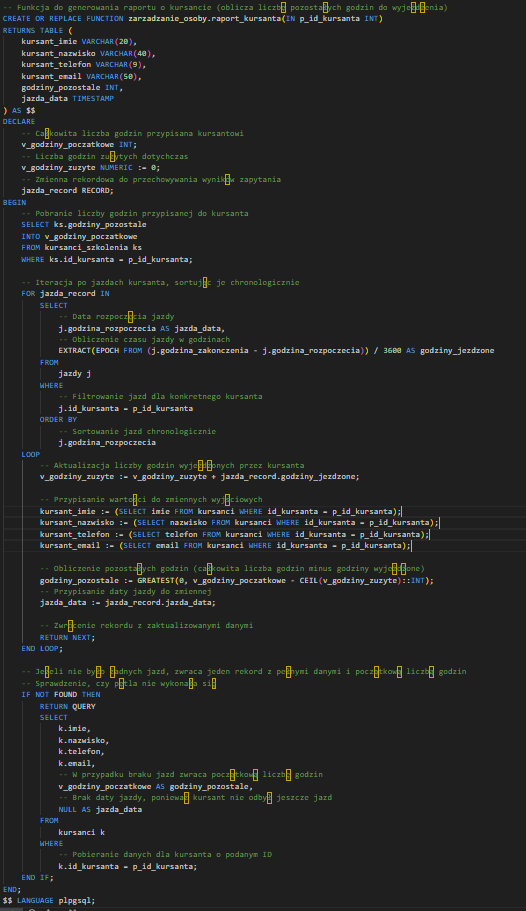 -- Funkcja do generowania raportu o kursancie (oblicza liczbę pozostałych godzin do wyjeżdżenia)
CREATE OR REPLACE FUNCTION zarzadzanie_osoby.raport_kursanta(IN p_id_kursanta INT)
RETURNS TABLE (
    kursant_imie VARCHAR(20),
    kursant_nazwisko VARCHAR(40),
    kursant_telefon VARCHAR(9),
    kursant_email VARCHAR(50),
    godziny_pozostale INT,
    jazda_data TIMESTAMP
) AS $$
DECLARE
    -- Całkowita liczba godzin przypisana kursantowi
    v_godziny_poczatkowe INT;
    -- Liczba godzin zużytych dotychczas
    v_godziny_zuzyte NUMERIC := 0;
    -- Zmienna rekordowa do przechowywania wyników zapytania
    jazda_record RECORD;
BEGIN
    -- Pobranie liczby godzin przypisanej do kursanta
    SELECT ks.godziny_pozostale
    INTO v_godziny_poczatkowe
    FROM kursanci_szkolenia ks
    WHERE ks.id_kursanta = p_id_kursanta;
    -- Iteracja po jazdach kursanta, sortując je chronologicznie
    FOR jazda_record IN
        SELECT
            -- Data rozpoczęcia jazdy
            j.godzina_rozpoczecia AS jazda_data,
            -- Obliczenie czasu jazdy w godzinach
            EXTRACT(EPOCH FROM (j.godzina_zakonczenia - j.godzina_rozpoczecia)) / 3600 AS godziny_jezdzone
        FROM
            jazdy j
        WHERE
            -- Filtrowanie jazd dla konkretnego kursanta
            j.id_kursanta = p_id_kursanta
        ORDER BY
            -- Sortowanie jazd chronologicznie
            j.godzina_rozpoczecia
    LOOP
        -- Aktualizacja liczby godzin wyjeżdżonych przez kursanta
        v_godziny_zuzyte := v_godziny_zuzyte + jazda_record.godziny_jezdzone;
        -- Przypisanie wartości do zmiennych wyjściowych
        kursant_imie := (SELECT imie FROM kursanci WHERE id_kursanta = p_id_kursanta);
        kursant_nazwisko := (SELECT nazwisko FROM kursanci WHERE id_kursanta = p_id_kursanta);
        kursant_telefon := (SELECT telefon FROM kursanci WHERE id_kursanta = p_id_kursanta);
        kursant_email := (SELECT email FROM kursanci WHERE id_kursanta = p_id_kursanta);
        -- Obliczenie pozostałych godzin (całkowita liczba godzin minus godziny wyjeżdżone)
        godziny_pozostale := GREATEST(0, v_godziny_poczatkowe - CEIL(v_godziny_zuzyte)::INT);
        -- Przypisanie daty jazdy do zmiennej
        jazda_data := jazda_record.jazda_data;
        -- Zwrócenie rekordu z zaktualizowanymi danymi
        RETURN NEXT;
    END LOOP;
    -- Jeżeli nie było żadnych jazd, zwraca jeden rekord z pełnymi danymi i początkową liczbą godzin
    -- Sprawdzenie, czy pętla nie wykonała się
    IF NOT FOUND THEN
        RETURN QUERY
        SELECT
            k.imie,
            k.nazwisko,
            k.telefon,
            k.email,
            -- W przypadku braku jazd zwraca początkową liczbę godzin
            v_godziny_poczatkowe AS godziny_pozostale,
            -- Brak daty jazdy, ponieważ kursant nie odbył jeszcze jazd
            NULL AS jazda_data
        FROM
            kursanci k
        WHERE
            -- Pobieranie danych dla kursanta o podanym ID
            k.id_kursanta = p_id_kursanta;
    END IF;
END;
$$ LANGUAGE plpgsql;